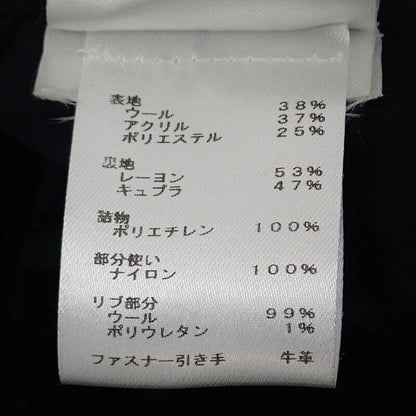 表地
ウール 38%
アクリル 37%
ポリエステル 25%
裏地
レーヨン 53%
キュプラ 47%
詰物
ポリエチレン 100%
部分使い
ナイロン 100%
リブ部分
ウール 99%
ポリウレタン 1%
ファスナー引き手 牛革